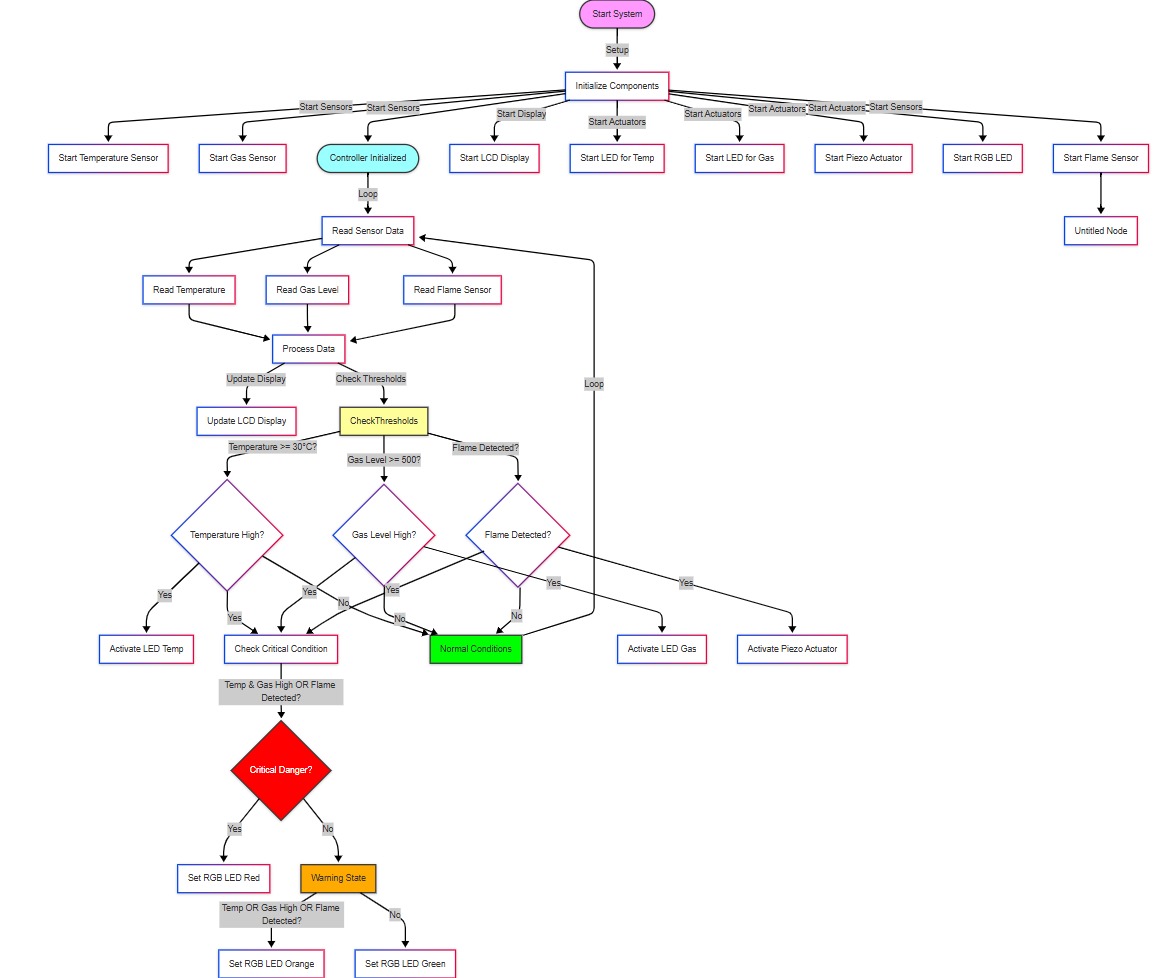 Start System
Setup
Initialize Components
Start Sensors
Start Sensors
Start Display
Start Actuators
Start Actuators
Start Actuators
Start Actuators
Start Sensors
Start Temperature Sensor
Start Gas Sensor
Controller Initialized
Start LCD Display
Start LED for Temp
Start LED for Gas
Start Piezo Actuator
Start RGB LED
Start Flame Sensor
Loop
Read Sensor Data
Untitled Node
Read Temperature
Read Gas Level
Read Flame Sensor
Process Data
Update Display
Check Thresholds
Loop
Update LCD Display
CheckThresholds
Temperature >= 30°C?
Gas Level >= 500?
Flame Detected?
Temperature High?
Gas Level High?
Flame Detected?
Yes
Yes
Yes
No
Yes
No
No
Yes
Yes
Activate LED Temp
Check Critical Condition
Normal Conditions
Activate LED Gas
Activate Piezo Actuator
Temp & Gas High OR Flame
Detected?
Critical Danger?
Yes
No
Set RGB LED Red
Warning State
Temp OR Gas High OR Flame
Detected?
No
Set RGB LED Orange
Set RGB LED Green